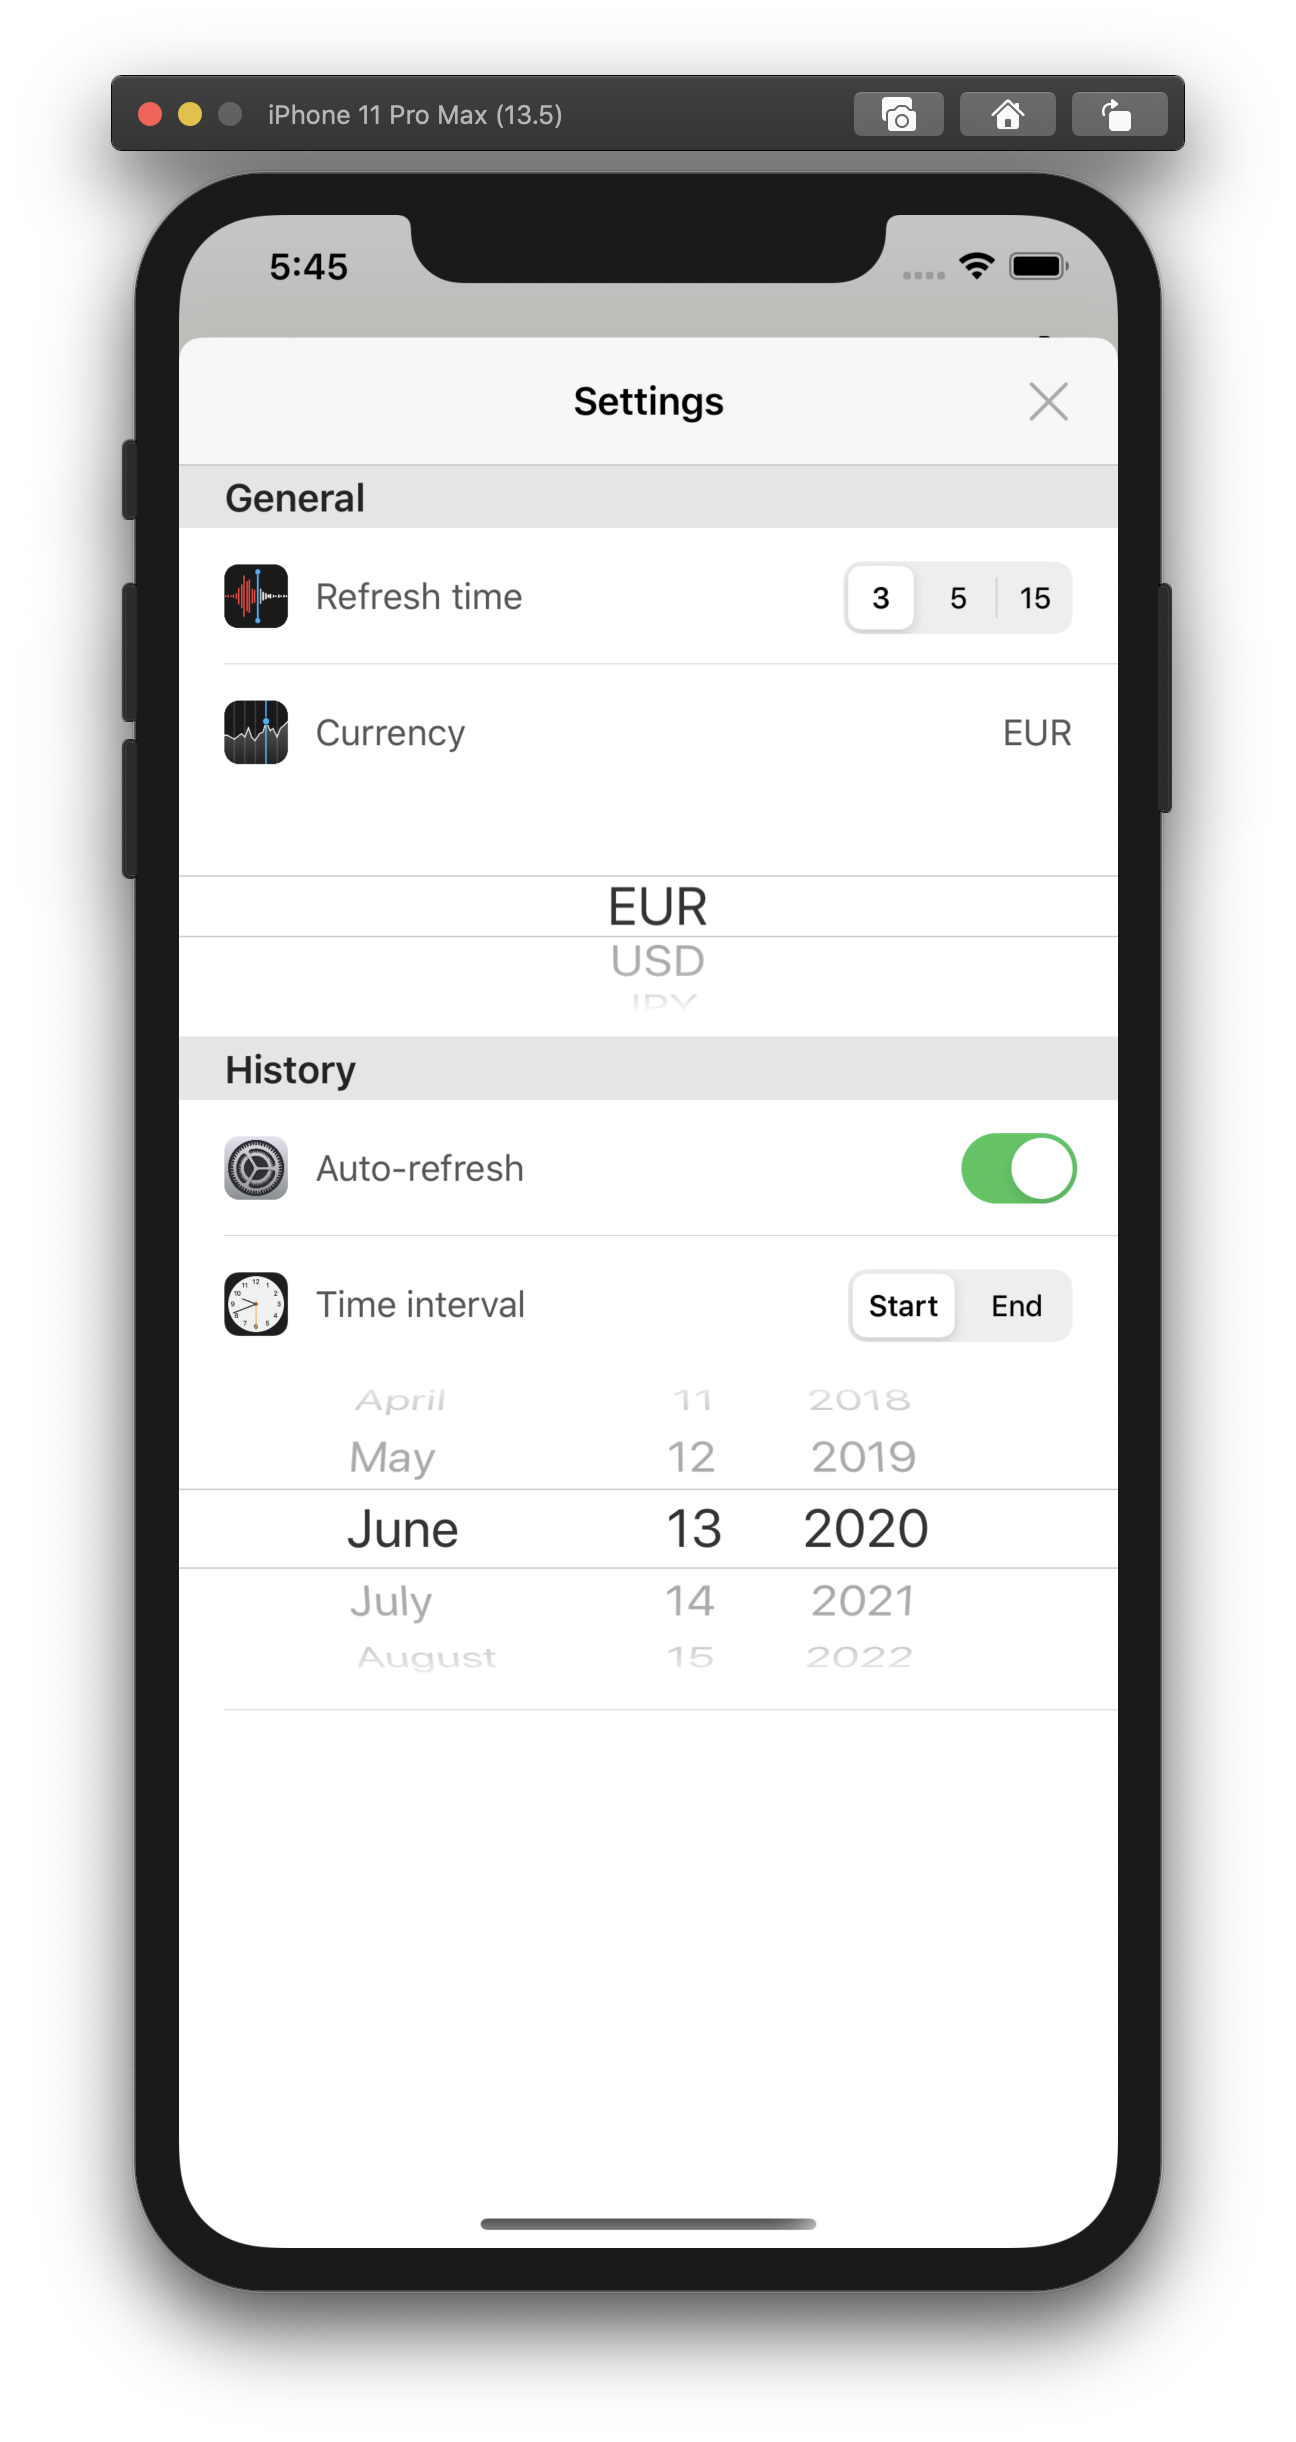 iPhone 11 Pro Max (13.5)
5:45
Settings
General
Refresh time 3 5 15
Currency EUR
EUR
USD
JPY
History
Auto-refresh
Time interval Start End
April 11 2018
May 12 2019
June 13 2020
July 14 2021
August 15 2022